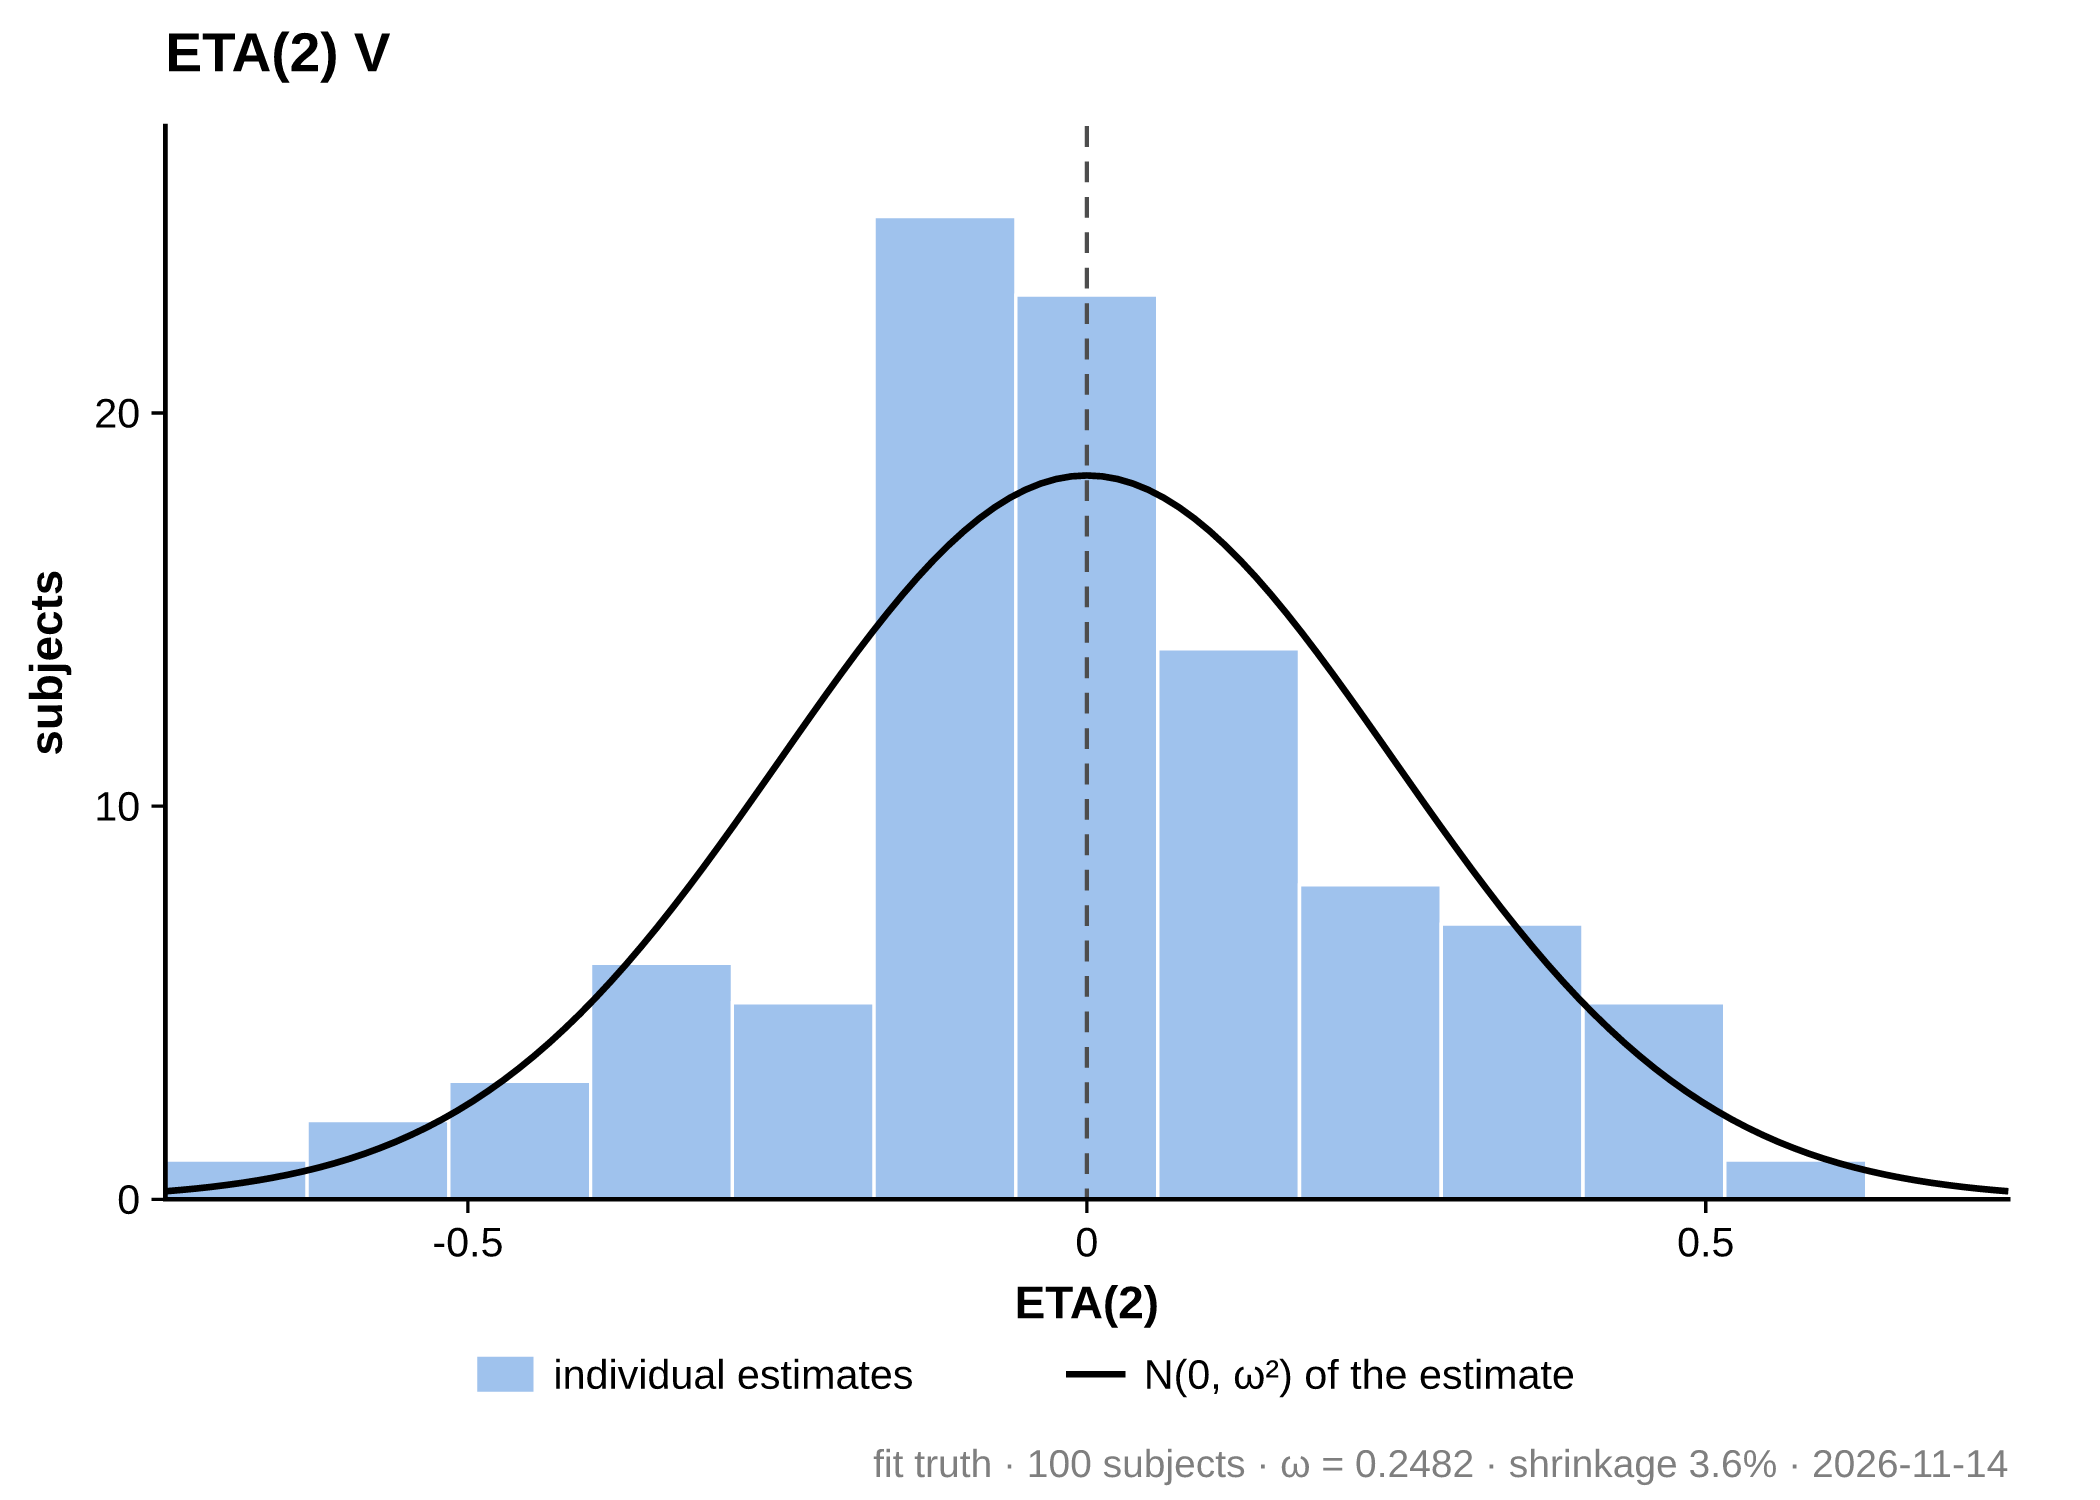 ETA(2) V
subjects
20
10
0
-0.5 0 0.5
ETA(2)
individual estimates N(0, ω²) of the estimate
fit truth · 100 subjects · ω = 0.2482 · shrinkage 3.6% · 2026-11-14